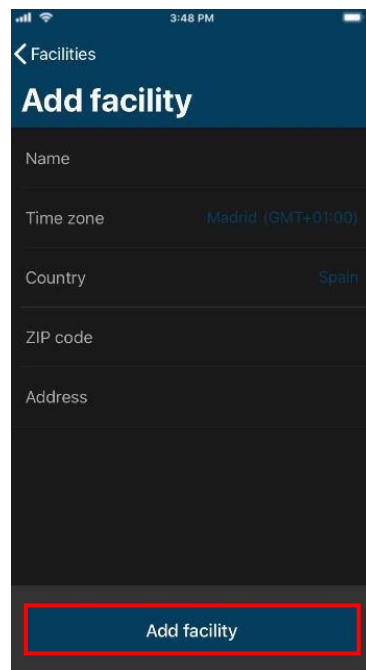 3:48 PM
Facilities
Add facility
Name
Time zone Madrid (GMT+01:00)
Country Spain
ZIP code
Address
Add facility